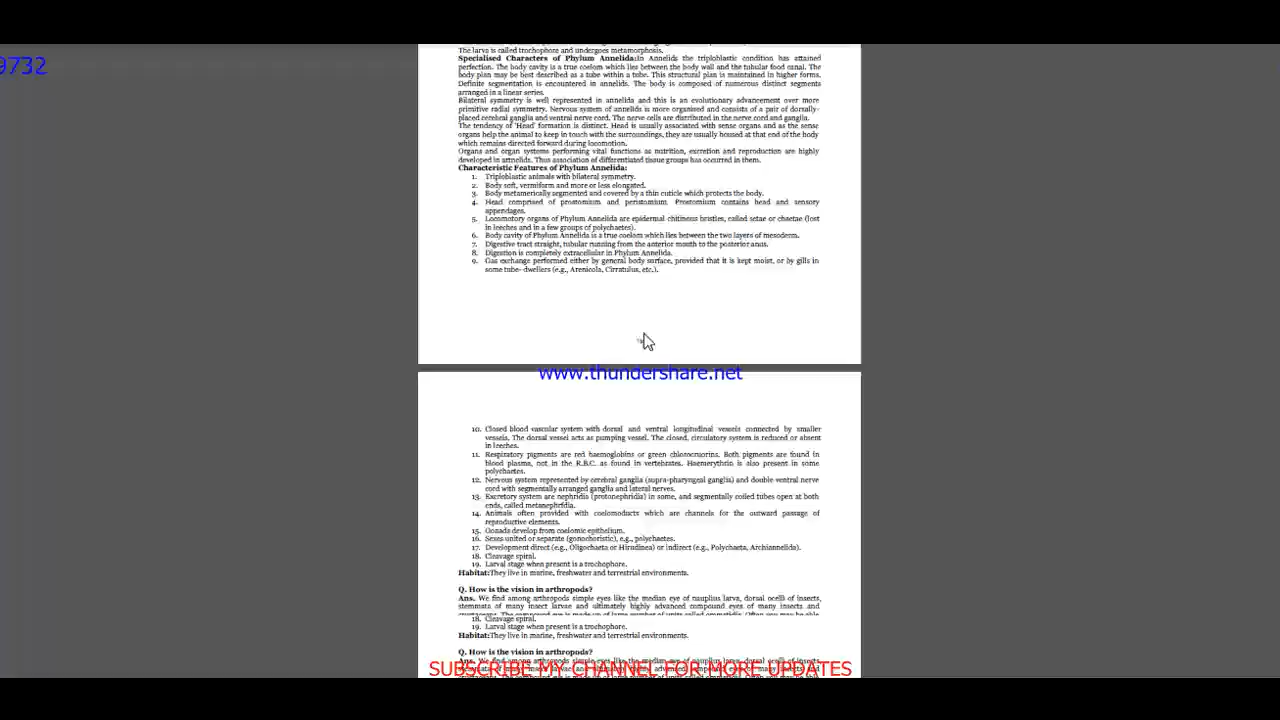 9732
The larva is called trochophore and undergoes metamorphosis.
Specialised Characters of Phylum Annelida:In Annelids the triploblastic condition has attained
perfection. The body cavity is a true coelom which lies between the body wall and the tubular food canal. The
body plan may be best described as a tube within a tube. This structural plan is maintained in higher forms.
Definite segmentation is encountered in annelids. The body is composed of numerous distinct segments
arranged in a linear series.
Bilateral symmetry is well represented in annelida and this is an evolutionary advancement over more
primitive radial symmetry. Nervous system of annelids is more organised and consists of a pair of dorsally-
placed cerebral ganglia and ventral nerve cord. The nerve cells are distributed in the nerve cord and ganglia.
The tendency of 'Head' formation is distinct. Head is usually associated with sense organs and as the sense
organs help the animal to keep in touch with the surroundings, they are usually housed at that end of the body
which remains directed forward during locomotion.
Organs and organ systems performing vital functions as nutrition, excretion and reproduction are highly
developed in annelids. Thus association of differentiated tissue groups has occurred in them.
Characteristic Features of Phylum Annelida:
1. Triploblastic animals with bilateral symmetry.
2. Body soft, vermiform and more or less elongated.
3. Body metamerically segmented and covered by a thin cuticle which protects the body.
4. Head comprised of prostomium and peristomium. Prostomium contains head and sensory
appendages.
5. Locomotory organs of Phylum Annelida are epidermal chitinous bristles, called setae or chaetae (lost
in leeches and in a few groups of polychaetes).
6. Body cavity of Phylum Annelida is a true coelom which lies between the two layers of mesoderm.
7. Digestive tract straight, tubular running from the anterior mouth to the posterior anus.
8. Digestion is completely extracellular in Phylum Annelida.
9. Gas exchange performed either by general body surface, provided that it is kept moist, or by gills in
some tube- dwellers (e.g., Arenicola, Cirratulus, etc.).
www.thundershare.net
10. Closed blood vascular system with dorsal and ventral longitudinal vessels connected by smaller
vessels. The dorsal vessel acts as pumping vessel. The closed, circulatory system is reduced or absent
in leeches.
11. Respiratory pigments are red haemoglobins or green chlorocruorins. Both pigments are found in
blood plasma, not in the R.B.C. as found in vertebrates. Haemerythrin is also present in some
polychaetes.
12. Nervous system represented by cerebral ganglia (supra-pharyngeal ganglia) and double ventral nerve
cord with segmentally arranged ganglia and lateral nerves.
13. Excretory system are nephridia (protonephridia) in some, and segmentally coiled tubes open at both
ends, called metanephridia.
14. Animals often provided with coelomoducts which are channels for the outward passage of
reproductive elements.
15. Gonads develop from coelomic epithelium.
16. Sexes united or separate (gonochoristic), e.g., polychaetes.
17. Development direct (e.g., Oligochaeta or Hirudinea) or indirect (e.g., Polychaeta, Archiannelida).
18. Cleavage spiral.
19. Larval stage when present is a trochophore.
Habitat:They live in marine, freshwater and terrestrial environments.
Q. How is the vision in arthropods?
Ans. We find among arthropods simple eyes like the median eye of nauplius larva, dorsal ocelli of insects,
stemmata of many insect larvae and ultimately highly advanced compound eyes of many insects and
18. Cleavage spiral.
19. Larval stage when present is a trochophore.
Habitat:They live in marine, freshwater and terrestrial environments.
Q. How is the vision in arthropods?
Ans. We find among arthropods simple eyes like the median eye of nauplius larva, dorsal ocelli of insects
SUBSCRIBE MY CHANNEL FOR MORE UPDATES